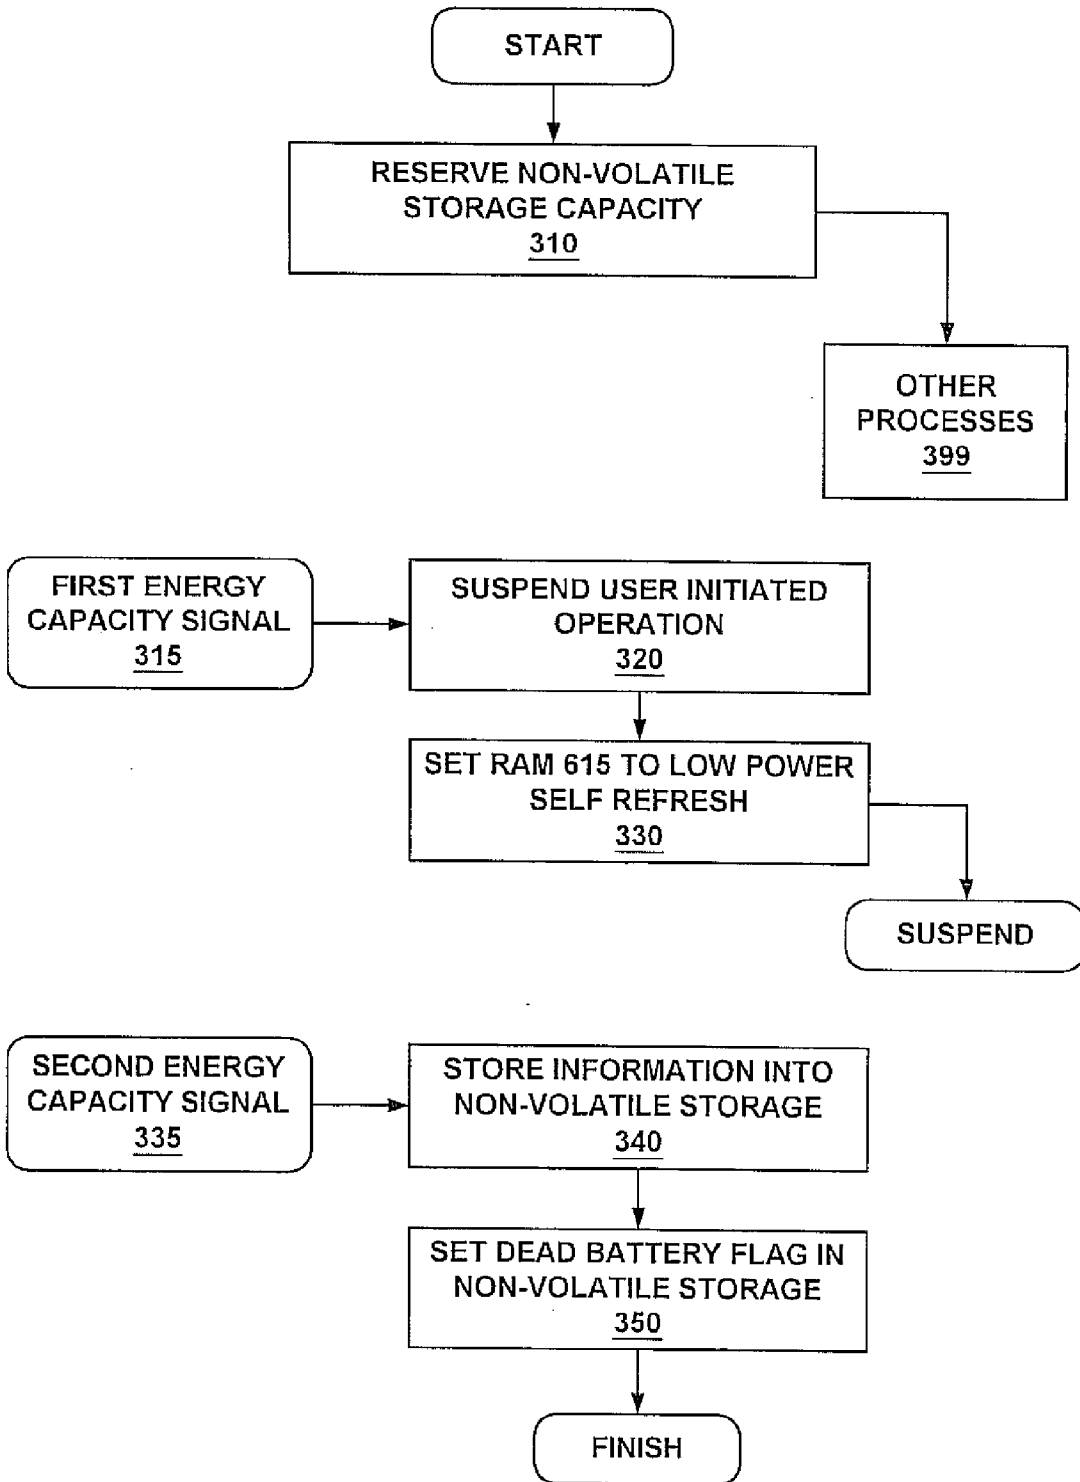 START
RESERVE NON-VOLATILE
STORAGE CAPACITY
310
OTHER
PROCESSES
399
FIRST ENERGY
CAPACITY SIGNAL
315
SUSPEND USER INITIATED
OPERATION
320
SET RAM 615 TO LOW POWER
SELF REFRESH
330
SUSPEND
SECOND ENERGY
CAPACITY SIGNAL
335
STORE INFORMATION INTO
NON-VOLATILE STORAGE
340
SET DEAD BATTERY FLAG IN
NON-VOLATILE STORAGE
350
FINISH